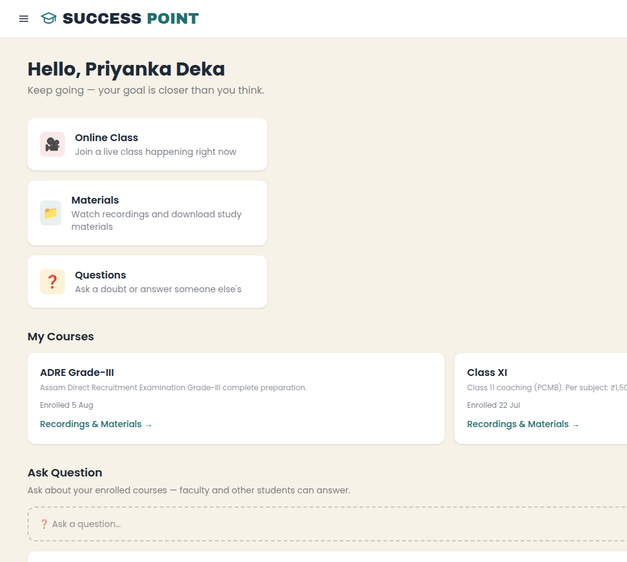 SUCCESS POINT
Hello, Priyanka Deka
Keep going — your goal is closer than you think.
Online Class
Join a live class happening right now
Materials
Watch recordings and download study
materials
Questions
Ask a doubt or answer someone else's
My Courses
ADRE Grade-III
Assam Direct Recruitment Examination Grade-III complete preparation.
Enrolled 5 Aug
Recordings & Materials →
Class XI
Class 11 coaching (PCMB). Per subject: ₹1,50
Enrolled 22 Jul
Recordings & Materials →
Ask Question
Ask about your enrolled courses — faculty and other students can answer.
❓ Ask a question...